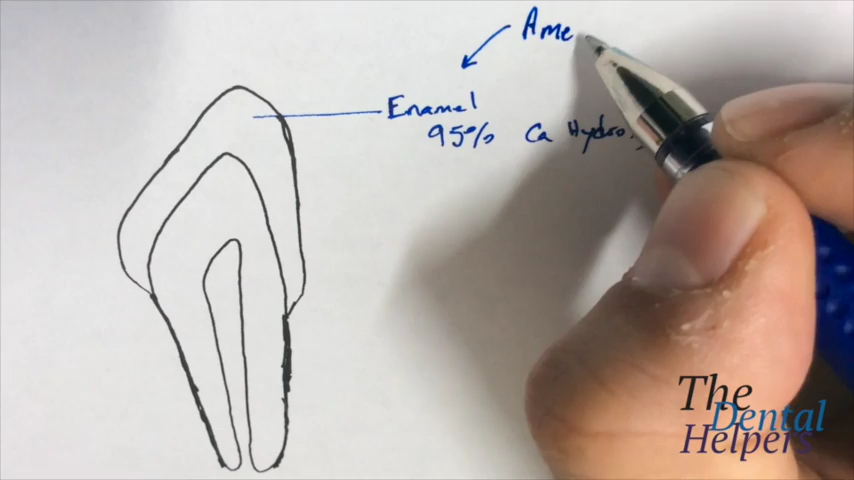 Ame
Enamel
95% Ca Hydro
The
Dental
Helpers